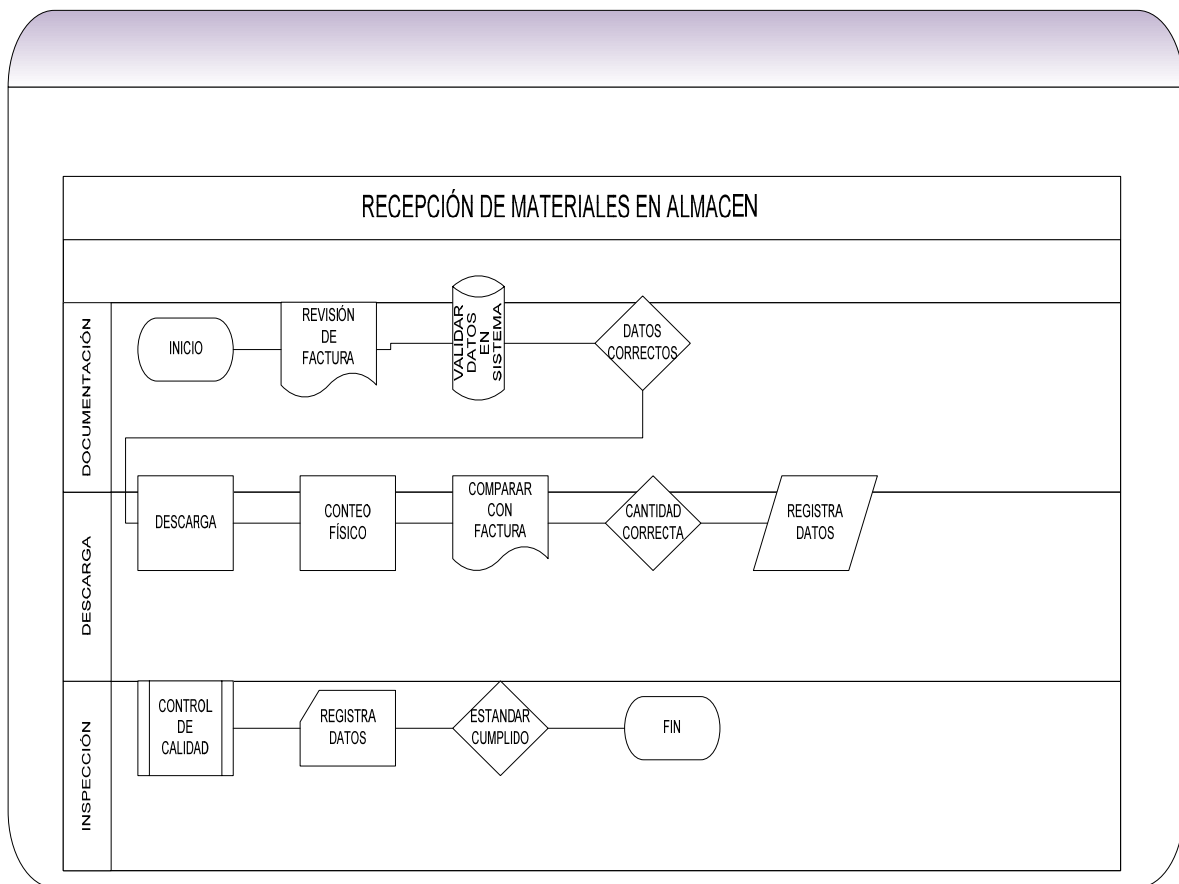 RECEPCIÓN DE MATERIALES EN ALMACEN
DOCUMENTACIÓN
INICIO
REVISIÓN
DE
FACTURA
VALIDAR
DATOS
EN
SISTEMA
DATOS
CORRECTOS
DESCARGA
DESCARGA
CONTEO
FÍSICO
COMPARAR
CON
FACTURA
CANTIDAD
CORRECTA
REGISTRA
DATOS
INSPECCIÓN
CONTROL
DE
CALIDAD
REGISTRA
DATOS
ESTANDAR
CUMPLIDO
FIN